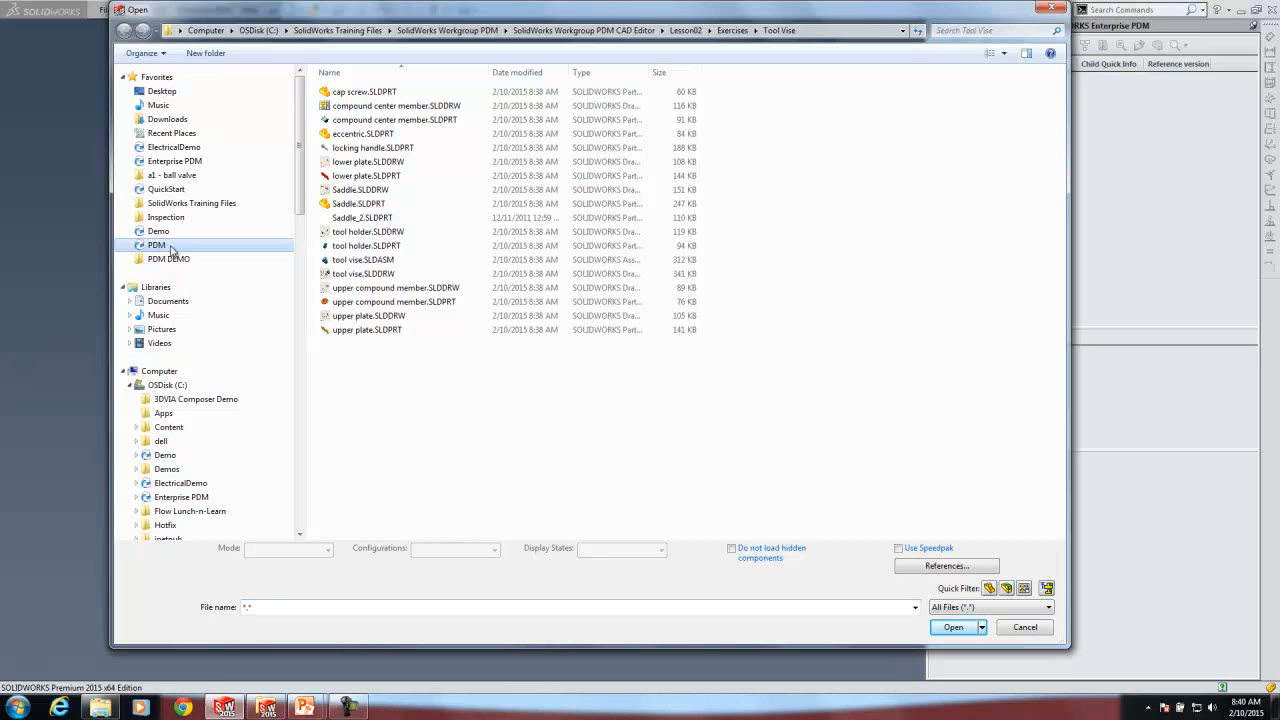 SOLIDWORKS
Fil
Open
Search Commands
SOLIDWORKS Enterprise PDM
Computer OSDisk (C:) SolidWorks Training Files SolidWorks Workgroup PDM SolidWorks Workgroup PDM CAD Editor Lesson02 Exercises Tool Vise
Search Tool Vise
Organize New folder
Child Quick Info Reference version
Name Date modified Type Size
Favorites
Desktop
Music
Downloads
Recent Places
ElectricalDemo
Enterprise PDM
a1 - ball valve
QuickStart
SolidWorks Training Files
Inspection
Demo
PDM
PDM DEMO
Libraries
Documents
Music
Pictures
Videos
Computer
OSDisk (C:)
3DVIA Composer Demo
Apps
Content
dell
Demo
Demos
ElectricalDemo
Enterprise PDM
Flow Lunch-n-Learn
Hotfix
inetpub
cap screw.SLDPRT 2/10/2015 8:38 AM SOLIDWORKS Part... 60 KB
compound center member.SLDDRW 2/10/2015 8:38 AM SOLIDWORKS Dra... 116 KB
compound center member.SLDPRT 2/10/2015 8:38 AM SOLIDWORKS Part... 91 KB
eccentric.SLDPRT 2/10/2015 8:38 AM SOLIDWORKS Part... 84 KB
locking handle.SLDPRT 2/10/2015 8:38 AM SOLIDWORKS Part... 188 KB
lower plate.SLDDRW 2/10/2015 8:38 AM SOLIDWORKS Dra... 108 KB
lower plate.SLDPRT 2/10/2015 8:38 AM SOLIDWORKS Part... 144 KB
Saddle.SLDDRW 2/10/2015 8:38 AM SOLIDWORKS Dra... 151 KB
Saddle.SLDPRT 2/10/2015 8:38 AM SOLIDWORKS Part... 247 KB
Saddle_2.SLDPRT 12/11/2011 12:59 ... SOLIDWORKS Part... 110 KB
tool holder.SLDDRW 2/10/2015 8:38 AM SOLIDWORKS Dra... 119 KB
tool holder.SLDPRT 2/10/2015 8:38 AM SOLIDWORKS Part... 94 KB
tool vise.SLDASM 2/10/2015 8:38 AM SOLIDWORKS Ass... 312 KB
tool vise.SLDDRW 2/10/2015 8:38 AM SOLIDWORKS Dra... 341 KB
upper compound member.SLDDRW 2/10/2015 8:38 AM SOLIDWORKS Dra... 89 KB
upper compound member.SLDPRT 2/10/2015 8:38 AM SOLIDWORKS Part... 76 KB
upper plate.SLDDRW 2/10/2015 8:38 AM SOLIDWORKS Dra... 105 KB
upper plate.SLDPRT 2/10/2015 8:38 AM SOLIDWORKS Part... 141 KB
Mode: Configurations: Display States: Do not load hidden components Use Speedpak
References...
Quick Filter:
File name: *.* All Files (*.*)
Open Cancel
SOLIDWORKS Premium 2015 x64 Edition
8:40 AM
2/10/2015